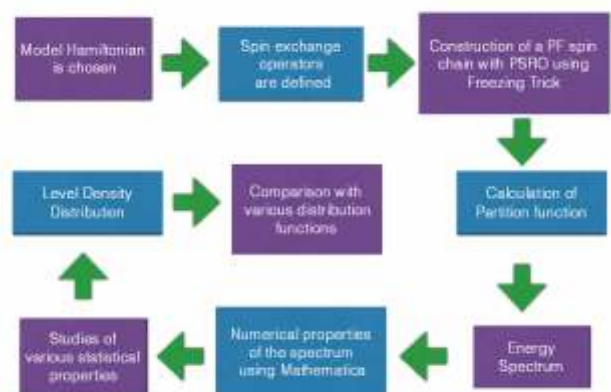 Model Hamiltonian
is chosen
Spin exchange
operators
are defined
Construction of a PF spin
chain with PSRO using
Freezing Trick
Calculation of
Partition function
Energy
Spectrum
Numerical properties
of the spectrum
using Mathematica
Studies of
various statistical
properties
Level Density
Distribution
Comparison with
various distribution
functions